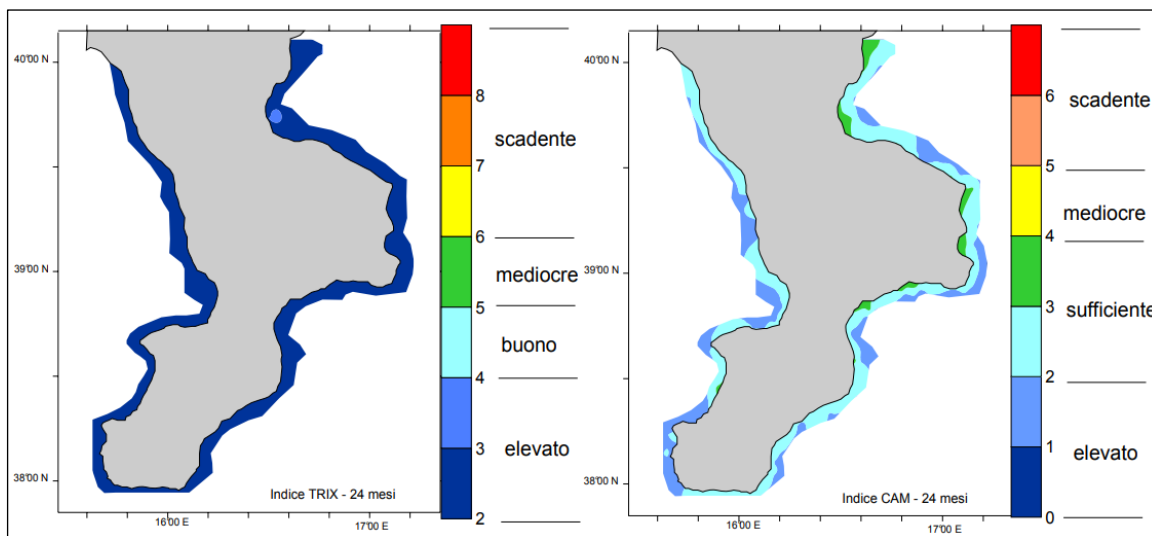 40°00 N
39°00 N
38°00 N
16°00 E
17°00 E
Indice TRIX - 24 mesi
8
7
6
5
4
3
2
scadente
mediocre
buono
elevato
40°00 N
39°00 N
38°00 N
16°00 E
17°00 E
Indice CAM - 24 mesi
6
5
4
3
2
1
0
scadente
mediocre
sufficiente
elevato